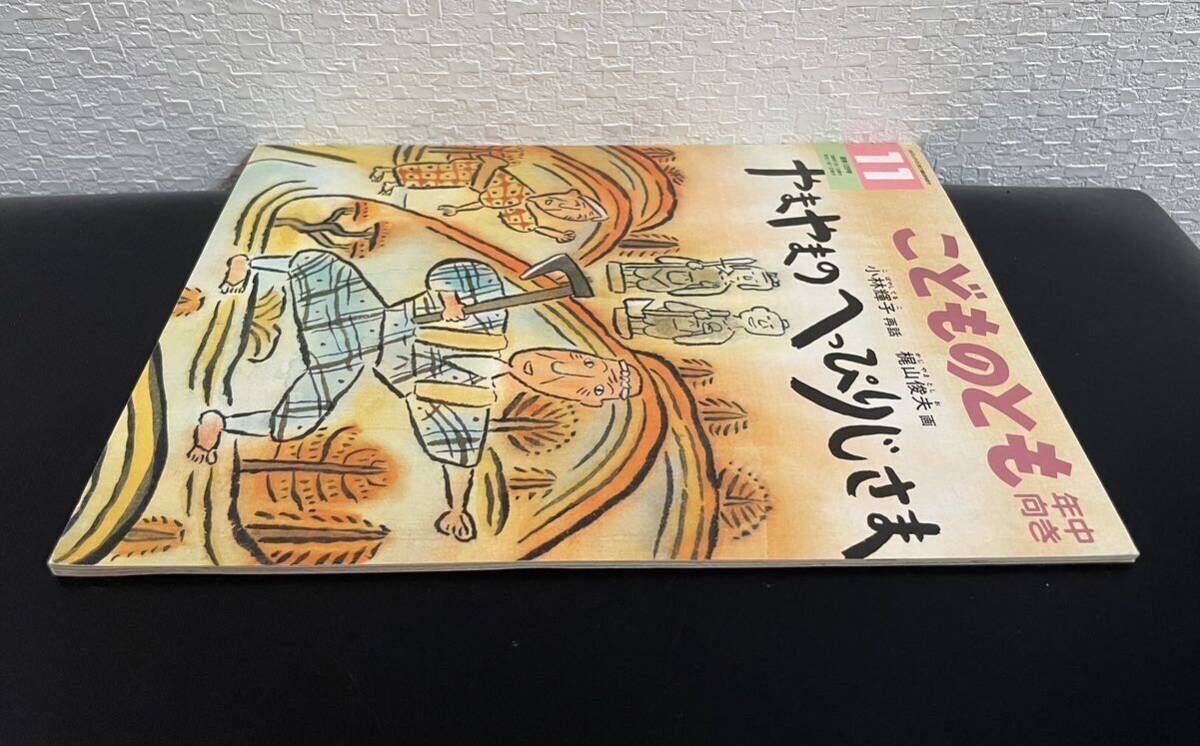 11
こどものとも
年中
向き
やまやまの へっぴりじさま
小林輝子 再話 梶山俊夫 画